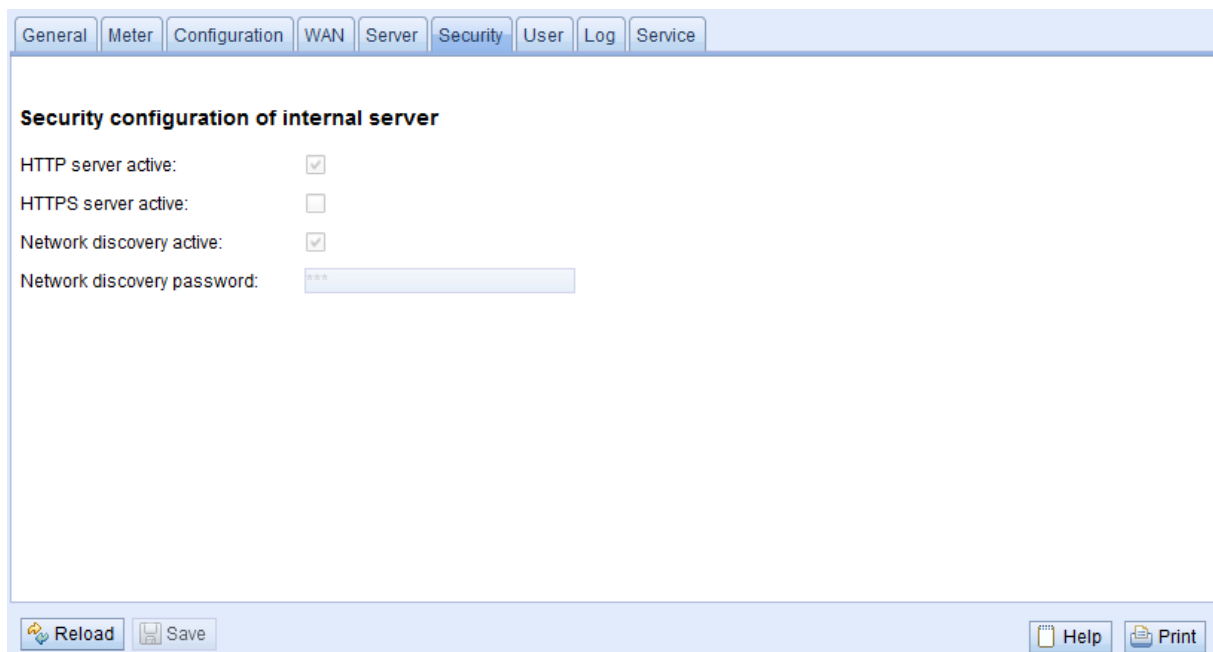 General Meter Configuration WAN Server Security User Log Service
Security configuration of internal server
HTTP server active:
HTTPS server active:
Network discovery active:
Network discovery password:
***
Reload Save Help Print